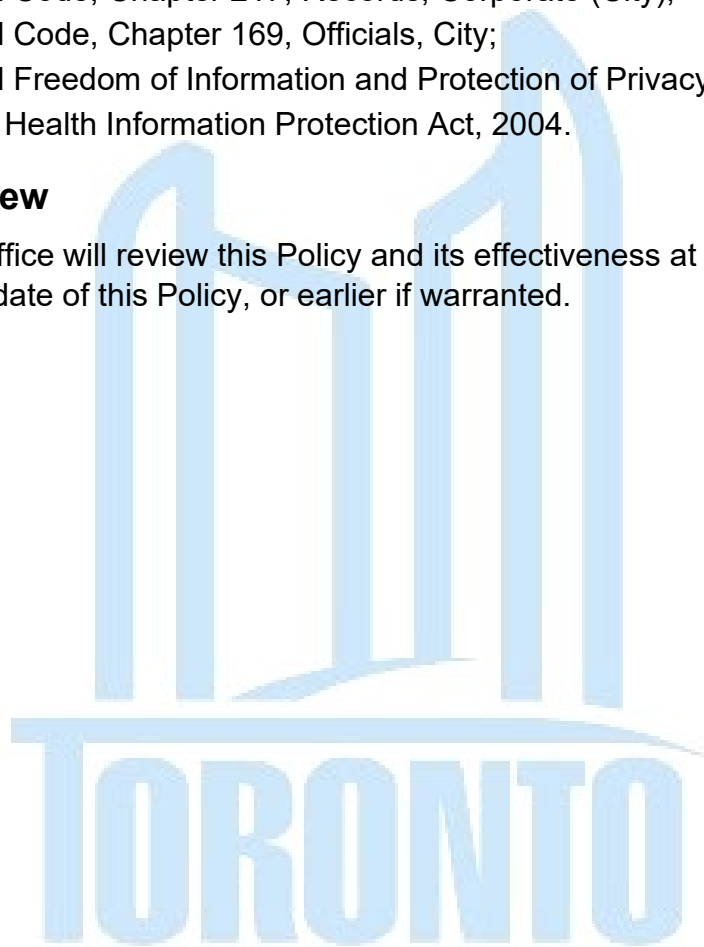 Code, Chapter 217, Records, Corporate (City);
l Code, Chapter 169, Officials, City;
l Freedom of Information and Protection of Privacy
Health Information Protection Act, 2004.
ew
ffice will review this Policy and its effectiveness at
date of this Policy, or earlier if warranted.
TORONTO